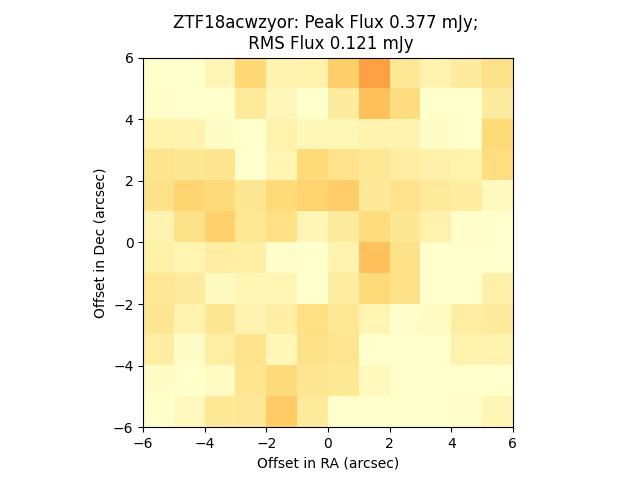 ZTF18acwzyor: Peak Flux 0.377 mJy;
RMS Flux 0.121 mJy
6
4
2
0
−2
−4
−6
Offset in Dec (arcsec)
−6 −4 −2 0 2 4 6
Offset in RA (arcsec)